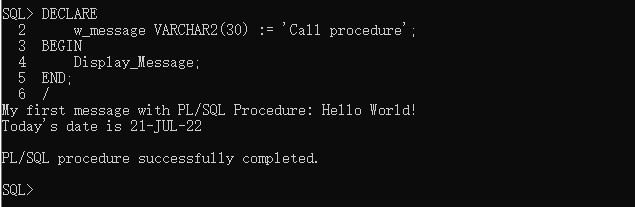 SQL> DECLARE
  2      w_message VARCHAR2(30) := 'Call procedure';
  3  BEGIN
  4      Display_Message;
  5  END;
  6  /
My first message with PL/SQL Procedure: Hello World!
Today's date is 21-JUL-22
PL/SQL procedure successfully completed.
SQL>